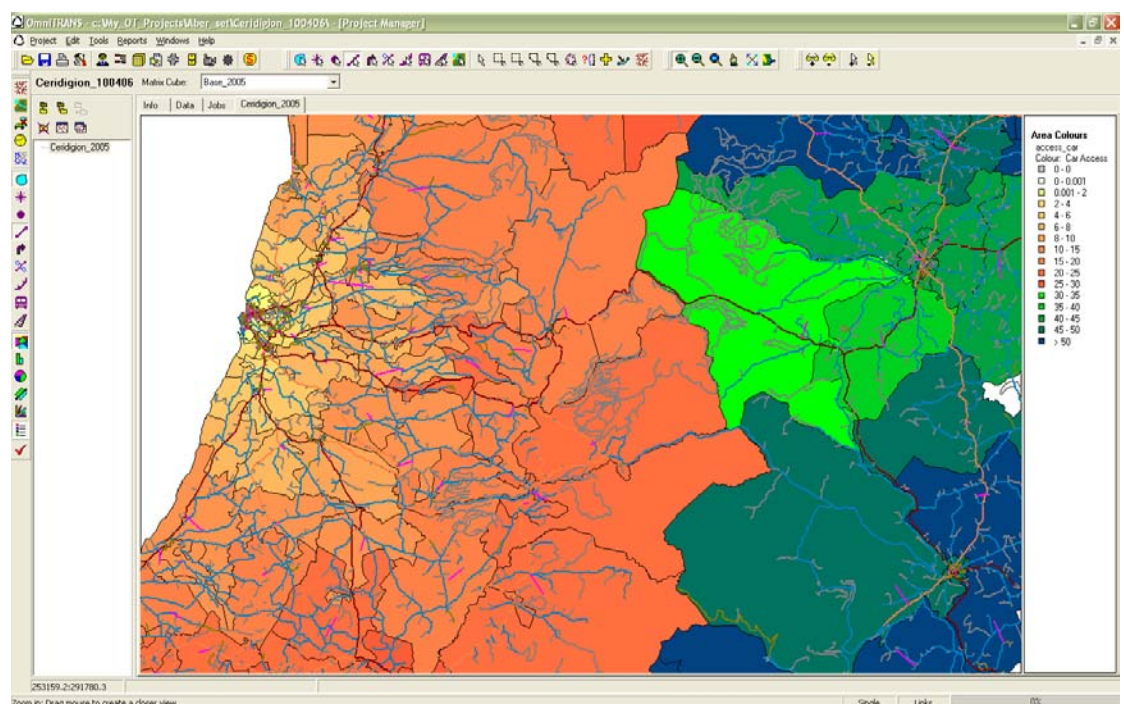 OmniTRANS - c:\My_OT_Projects\Aber_set\Ceridigion_100406\ - [Project Manager]
Project Edit Tools Reports Windows Help
Ceridigion_100406 Matrix Cube: Base_2005
Info Data Jobs Ceridigion_2005
Ceridigion_2005
Area Colours
access_car
Colour: Car Access
0 - 0
0 - 0.001
0.001 - 2
2 - 4
4 - 6
6 - 8
8 - 10
10 - 15
15 - 20
20 - 25
25 - 30
30 - 35
35 - 40
40 - 45
45 - 50
> 50
253159.2:291780.3
Zoom in: Drag mouse to create a closer view
Single Links 0%